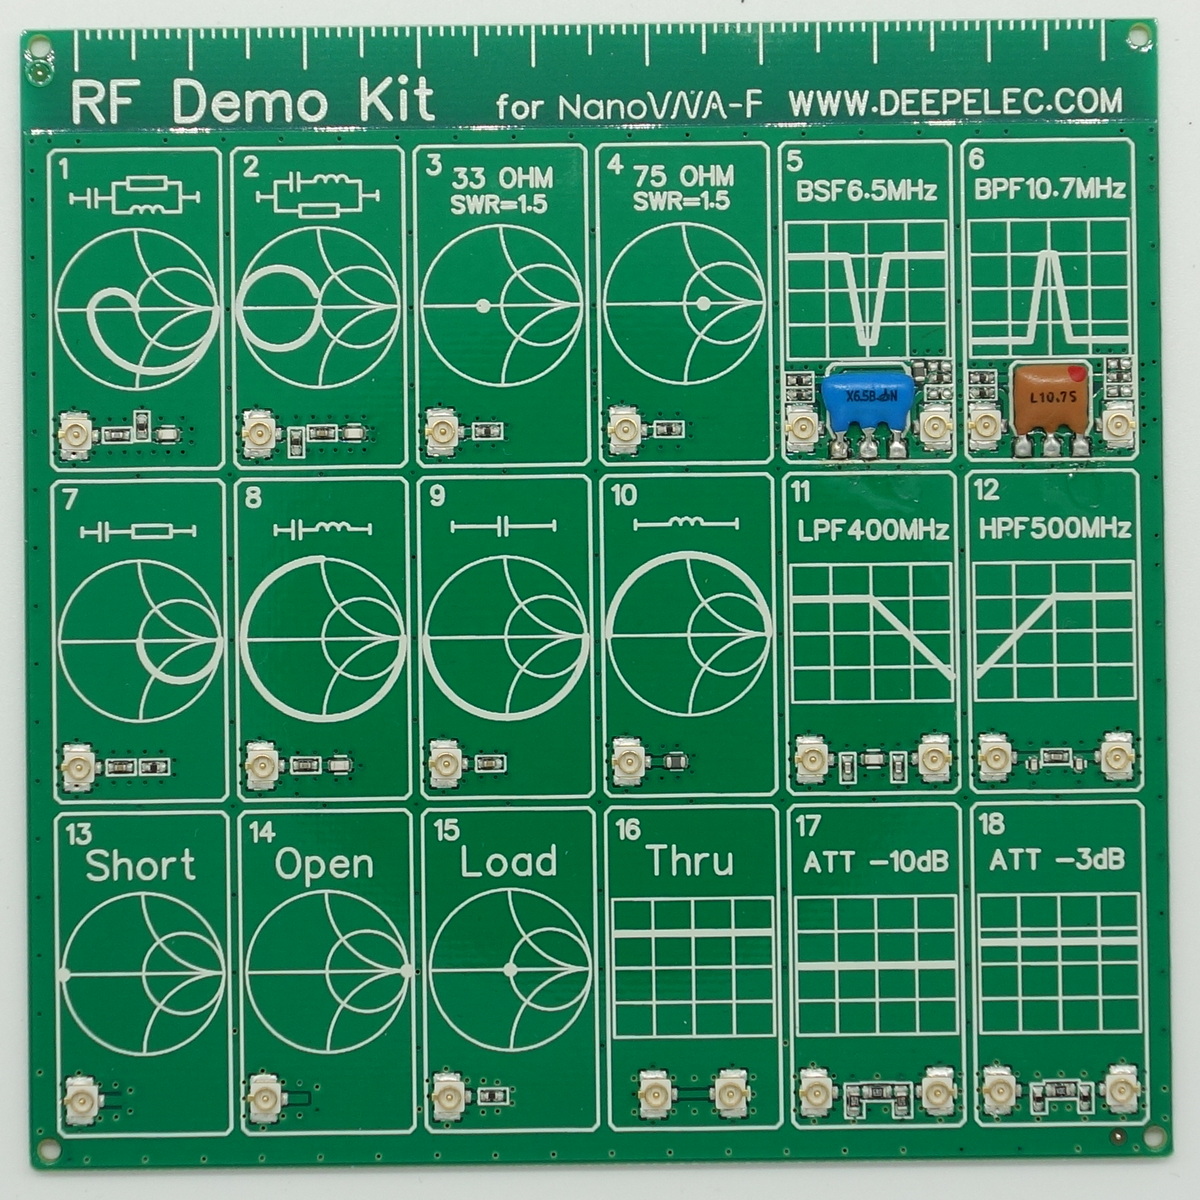 RF Demo Kit for NanoVNA-F WWW.DEEPELEC.COM
1
2
3
33 OHM
SWR=1.5
4
75 OHM
SWR=1.5
5
BSF6.5MHz
X6.5B
6
BPF10.7MHz
L10.7S
7
8
9
10
11
LPF400MHz
12
HPF500MHz
13
Short
14
Open
15
Load
16
Thru
17
ATT -10dB
18
ATT -3dB